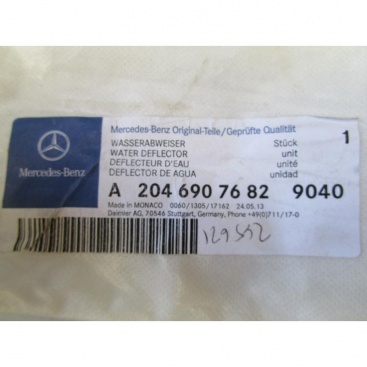 Mercedes-Benz
Mercedes-Benz Original-Teile/Geprüfte Qualität
WASSERABWEISER Stück 1
WATER DEFLECTOR unit
DEFLECTEUR D'EAU unité
DEFLECTOR DE AGUA unidad
A 204 690 76 82 9040
Made in MONACO 0060/1305/17162 24.05.13
Daimler AG, 70546 Stuttgart, Germany, Phone +49(0)711/17-0